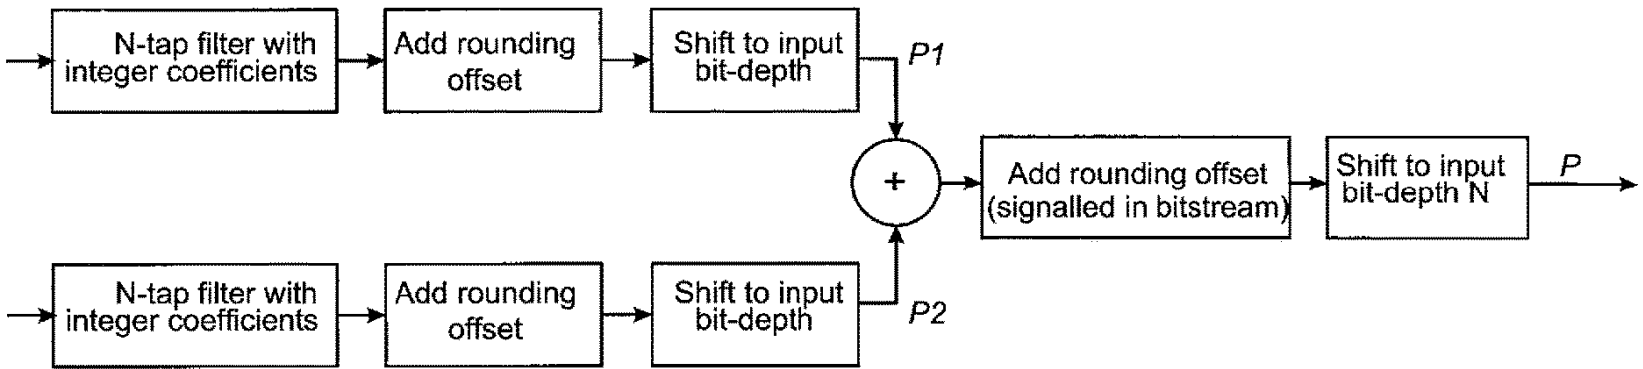 N-tap filter with
integer coefficients
Add rounding
offset
Shift to input
bit-depth
P1
+
Add rounding offset
(signalled in bitstream)
Shift to input
bit-depth N
P
N-tap filter with
integer coefficients
Add rounding
offset
Shift to input
bit-depth
P2